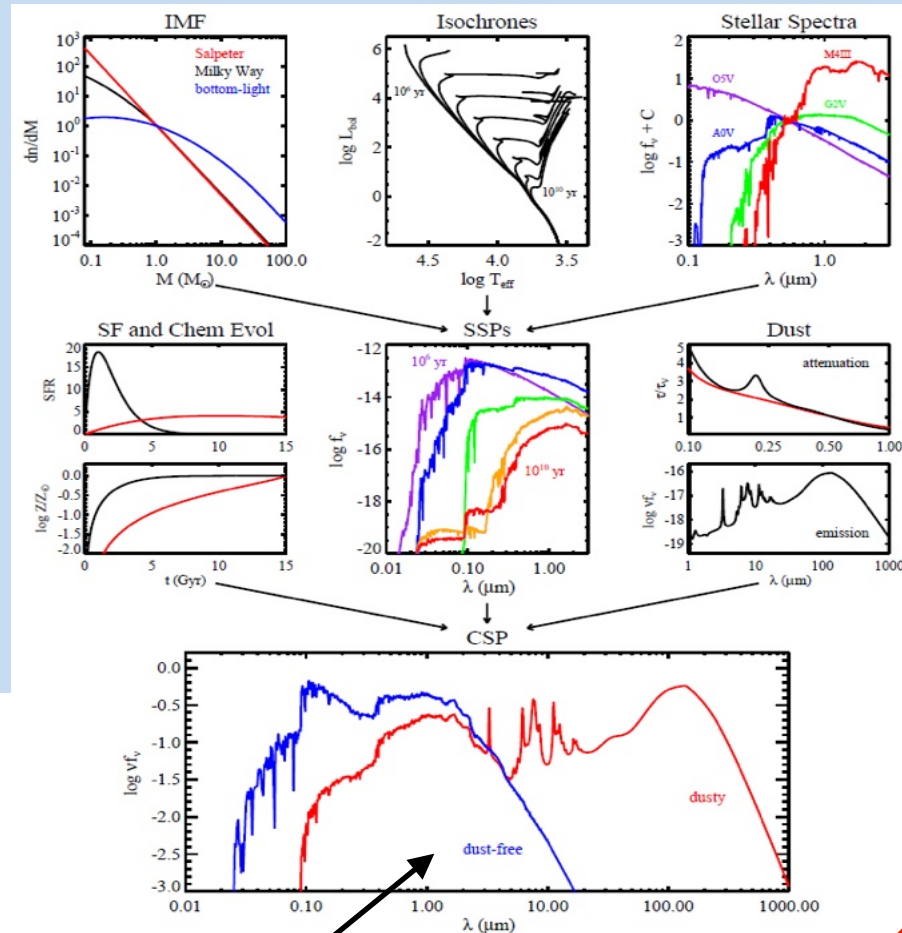 IMF
Isochrones
Stellar Spectra
dn/dM
10³
10²
10¹
10⁰
10⁻¹
10⁻²
10⁻³
10⁻⁴
Salpeter
Milky Way
bottom-light
0.1 1.0 10.0 100.0
M (M☉)
log L_bol
6
4
2
0
-2
10⁶ yr
10¹⁰ yr
4.5 4.0 3.5
log T_eff
log f_ν + C
2
1
0
-1
-2
-3
O5V
A0V
M4III
G2V
0.1 1.0
λ (μm)
SF and Chem Evol
SSPs
Dust
SFR
20
15
10
5
0
0 5 10 15
log Z/Z☉
0.0
-0.5
-1.0
-1.5
-2.0
0 5 10 15
t (Gyr)
log f_ν
-12
-14
-16
-18
-20
10⁶ yr
10¹⁰ yr
0.01 0.10 1.00
λ (μm)
τ/τ_V
5
4
3
2
1
0
attenuation
0.10 0.25 0.50 1.00
log νf_ν
-16
-17
-18
-19
emission
1 10 100 1000
λ (μm)
CSP
log νf_ν
0.0
-0.5
-1.0
-1.5
-2.0
-2.5
-3.0
dusty
dust-free
0.01 0.10 1.00 10.00 100.00 1000.00
λ (μm)